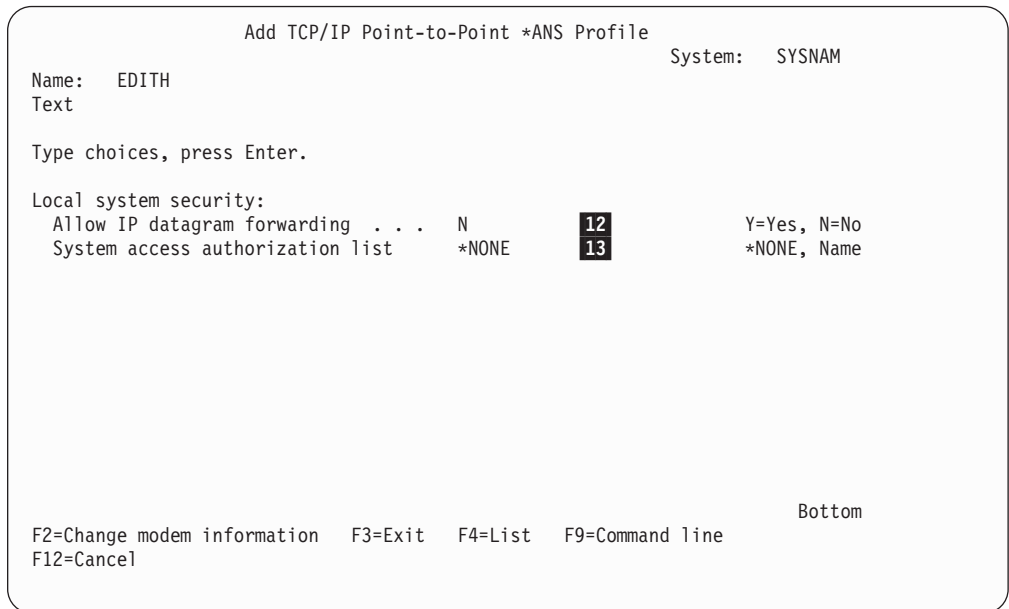 Add TCP/IP Point-to-Point *ANS Profile
System: SYSNAM
Name: EDITH
Text
Type choices, press Enter.
Local system security:
Allow IP datagram forwarding . . . N 12 Y=Yes, N=No
System access authorization list *NONE 13 *NONE, Name
Bottom
F2=Change modem information F3=Exit F4=List F9=Command line
F12=Cancel